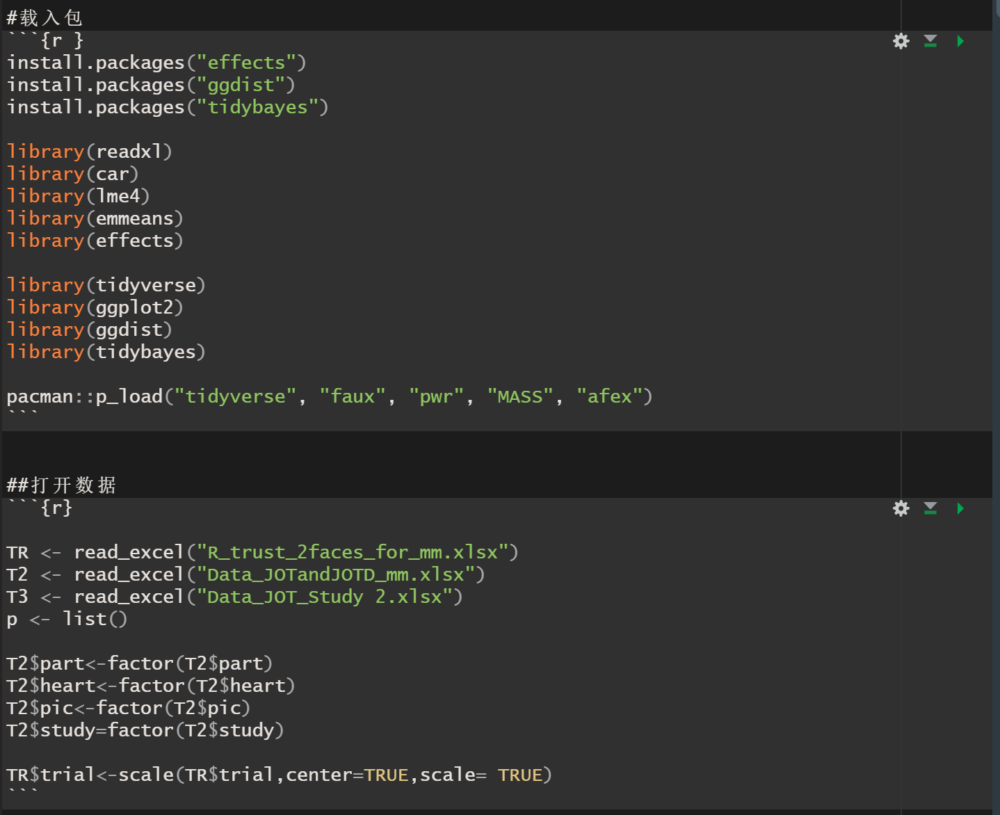 #载入包
```{r }
install.packages("effects")
install.packages("ggdist")
install.packages("tidybayes")
library(readxl)
library(car)
library(lme4)
library(emmeans)
library(effects)
library(tidyverse)
library(ggplot2)
library(ggdist)
library(tidybayes)
pacman::p_load("tidyverse", "faux", "pwr", "MASS", "afex")
```
##打开数据
```{r}
TR <- read_excel("R_trust_2faces_for_mm.xlsx")
T2 <- read_excel("Data_JOTandJOTD_mm.xlsx")
T3 <- read_excel("Data_JOT_Study 2.xlsx")
p <- list()
T2$part<-factor(T2$part)
T2$heart<-factor(T2$heart)
T2$pic<-factor(T2$pic)
T2$study=factor(T2$study)
TR$trial<-scale(TR$trial,center=TRUE,scale= TRUE)
```